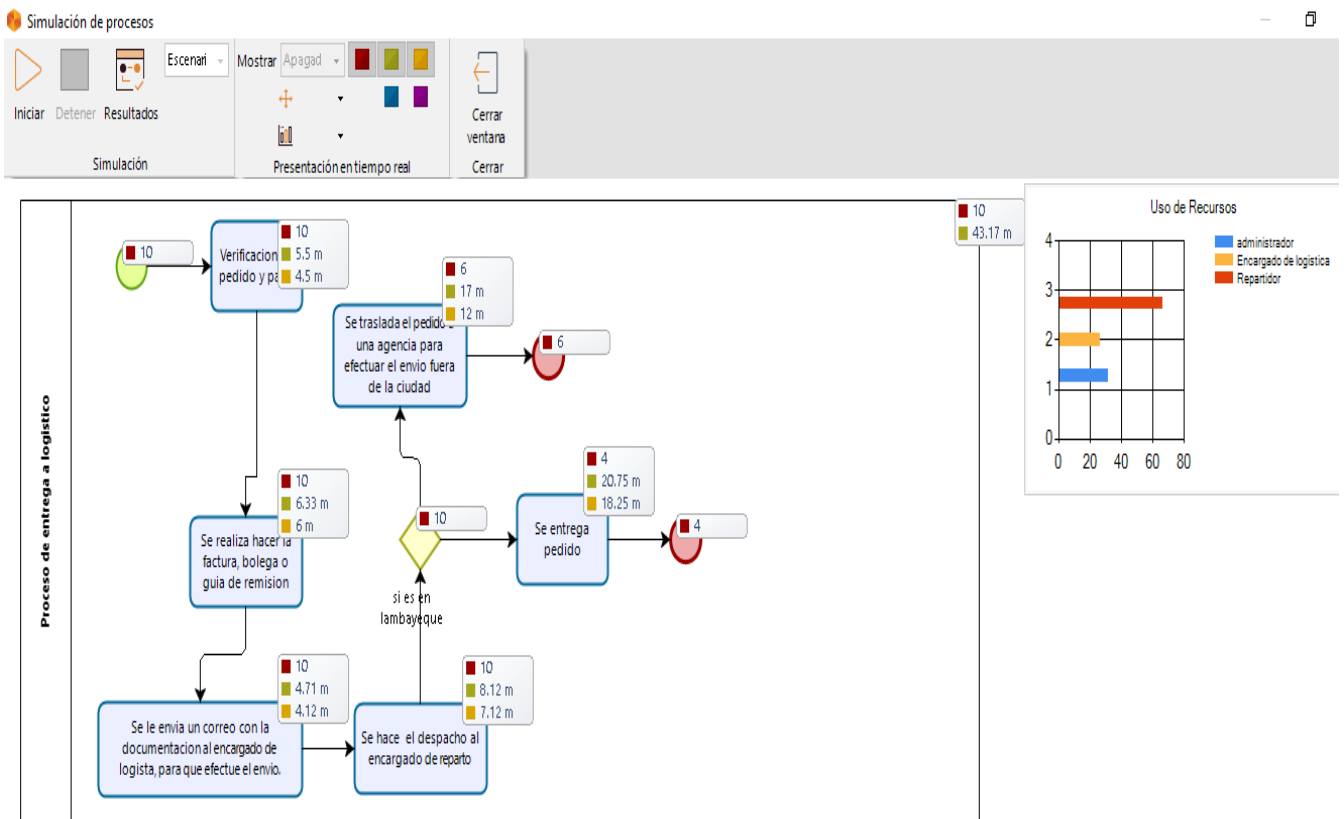 Simulación de procesos
Escenari
Mostrar
Apagad
Iniciar
Detener
Resultados
Cerrar
ventana
Simulación
Presentación en tiempo real
Cerrar
Proceso de entrega a logistico
10
Verificacion
pedido y pa
10
5.5 m
4.5 m
Se realiza hacer la
factura, bolega o
guia de remision
10
6.33 m
6 m
Se le envia un correo con la
documentacion al encargado de
logista, para que efectue el envio.
10
4.71 m
4.12 m
Se hace el despacho al
encargado de reparto
10
8.12 m
7.12 m
si es en
lambayeque
10
Se traslada el pedido
una agencia para
efectuar el envio fuera
de la ciudad
6
17 m
12 m
6
Se entrega
pedido
4
20.75 m
18.25 m
4
10
43.17 m
Uso de Recursos
4
3
2
1
0
0 20 40 60 80
administrador
Encargado de logistica
Repartidor